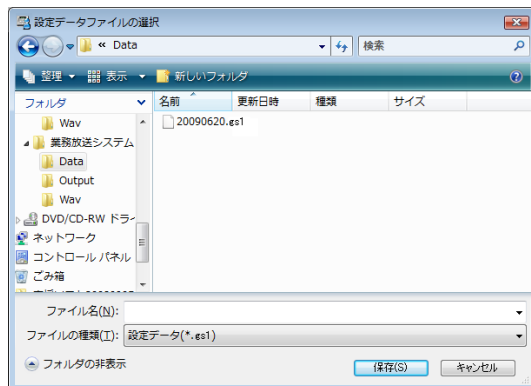 設定データファイルの選択
« Data
検索
整理 表示 新しいフォルダ
フォルダ
名前 更新日時 種類 サイズ
Wav
20090620.gs1
業務放送システム
Data
Output
Wav
DVD/CD-RW ドラ
ネットワーク
コントロール パネル
ごみ箱
ファイル名(N):
ファイルの種類(T): 設定データ(*.gs1)
フォルダの非表示
保存(S) キャンセル